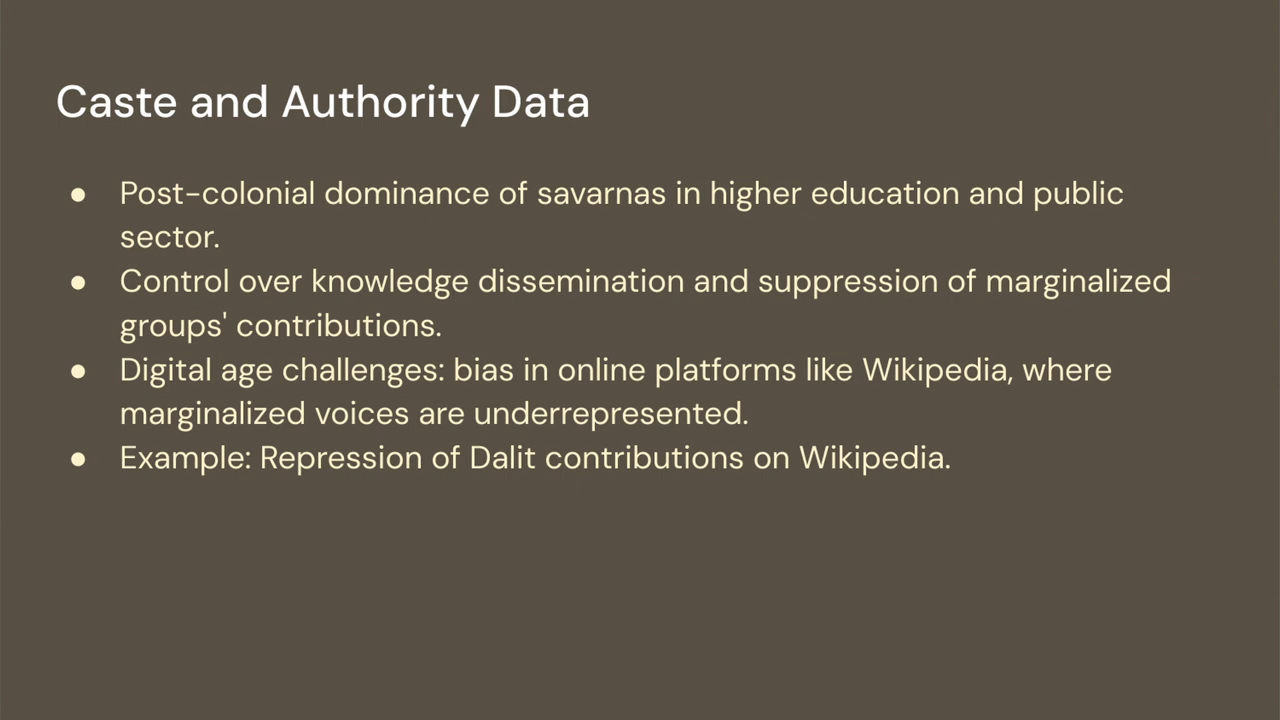 Caste and Authority Data
● Post-colonial dominance of savarnas in higher education and public
sector.
● Control over knowledge dissemination and suppression of marginalized
groups' contributions.
● Digital age challenges: bias in online platforms like Wikipedia, where
marginalized voices are underrepresented.
● Example: Repression of Dalit contributions on Wikipedia.